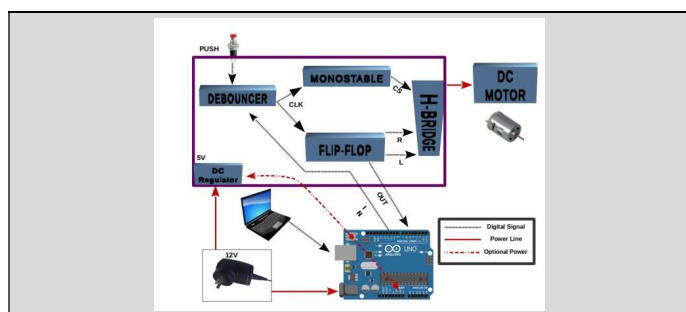 PUSH
MONOSTABLE
DEBOUNCER
CLK
CS
H-BRIDGE
DC
MOTOR
R
FLIP-FLOP
L
5V
DC
Regulator
IN
OUT
12V
UNO
ARDUINO
Digital Signal
Power Line
Optional Power